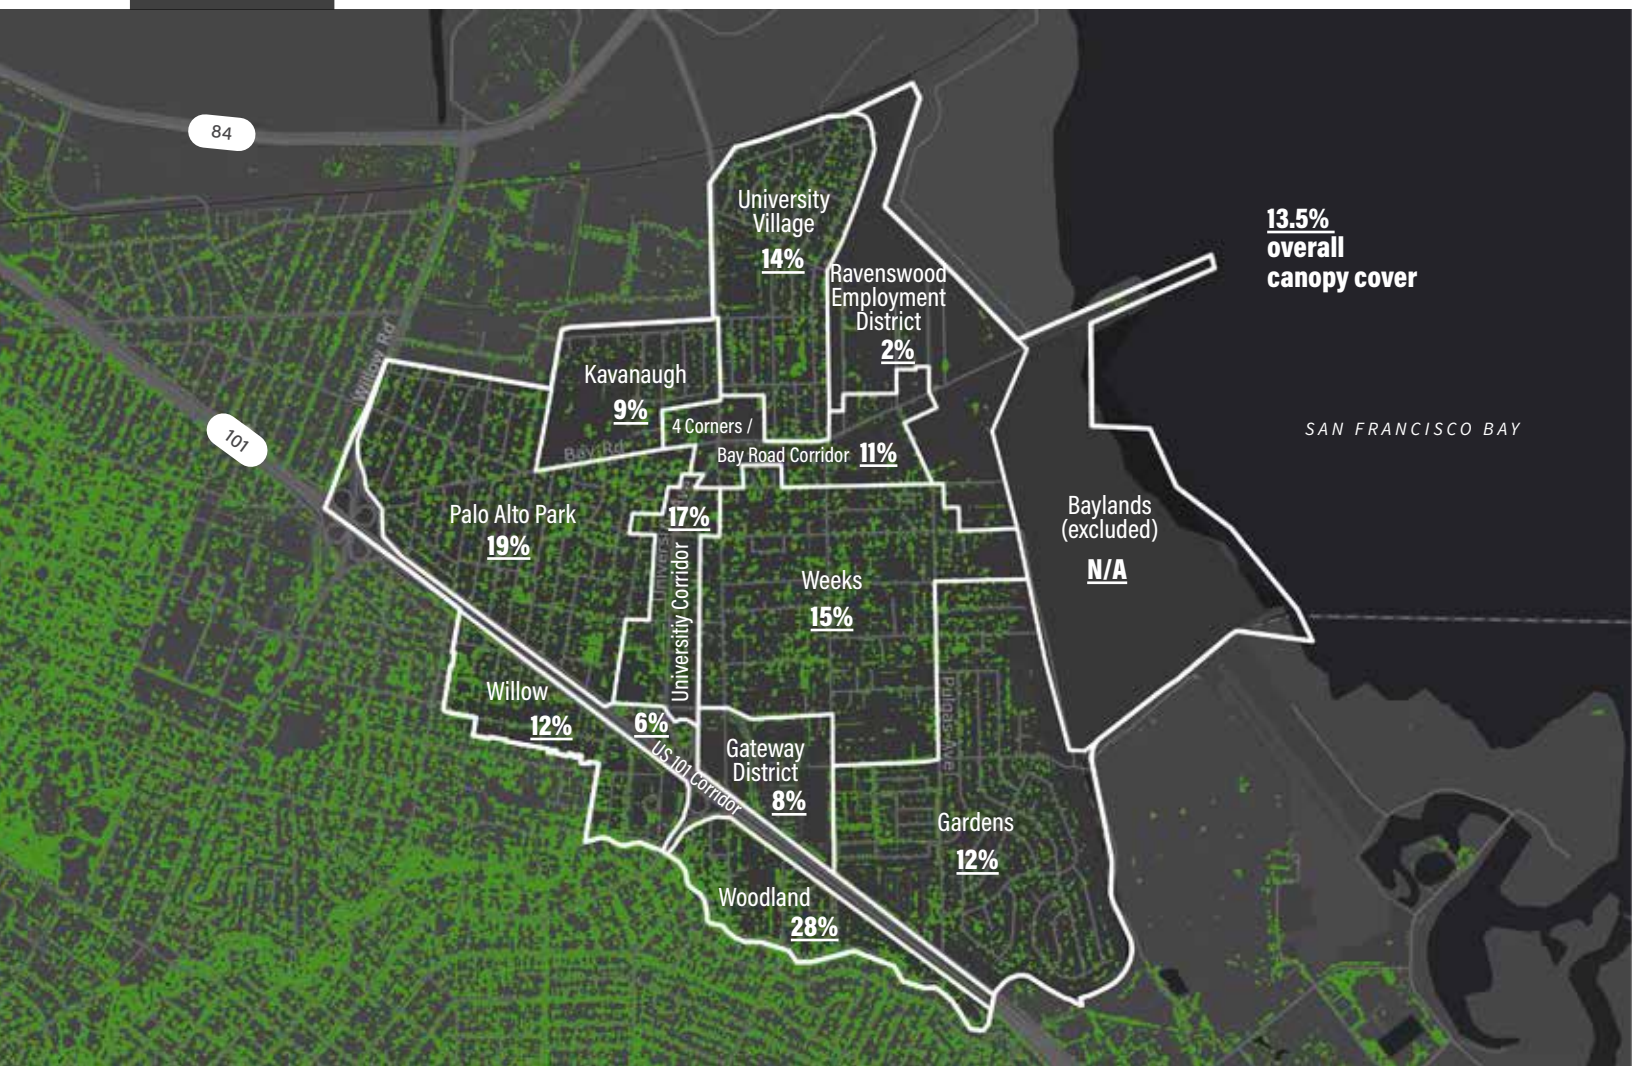 84
University
Village
14%
13.5%
overall
canopy cover
Ravenswood
Employment
District
2%
Willow Rd
Kavanaugh
9%
101
4 Corners /
Bay Rd
Bay Road Corridor 11%
SAN FRANCISCO BAY
Palo Alto Park
19%
17%
Universitiy Corridor
Baylands
(excluded)
N/A
Weeks
15%
Willow
12%
6%
US 101 Corridor
Pulgas Ave
Gateway
District
8%
Gardens
12%
Woodland
28%